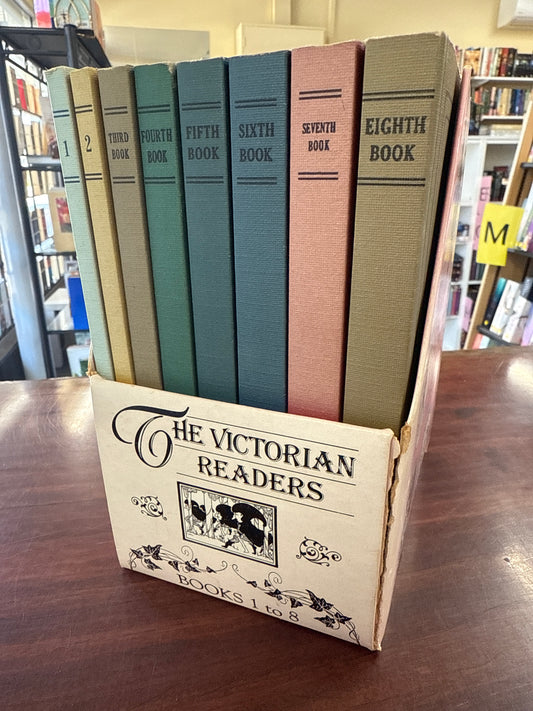 1
2
THIRD
BOOK
FOURTH
BOOK
FIFTH
BOOK
SIXTH
BOOK
SEVENTH
BOOK
EIGHTH
BOOK
M
THE VICTORIAN
READERS
BOOKS 1 to 8